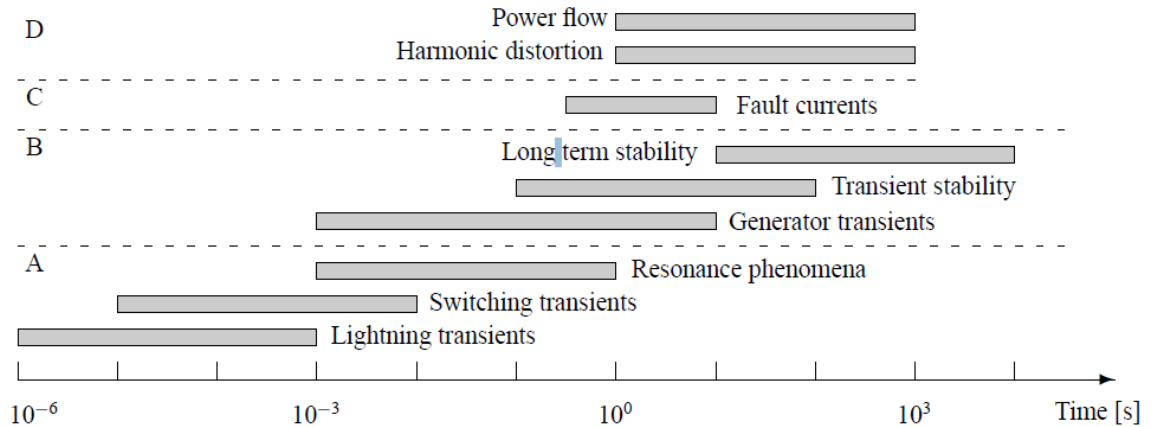 D
Power flow
Harmonic distortion
C
Fault currents
B
Long term stability
Transient stability
Generator transients
A
Resonance phenomena
Switching transients
Lightning transients
10⁻⁶ 10⁻³ 10⁰ 10³ Time [s]